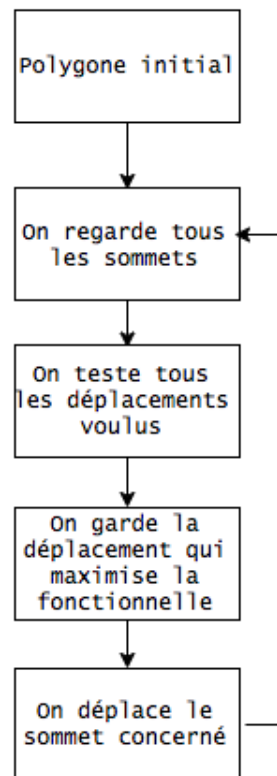 Polygone initial
On regarde tous
les sommets
On teste tous
les déplacements
voulus
On garde la
déplacement qui
maximise la
fonctionnelle
On déplace le
sommet concerné